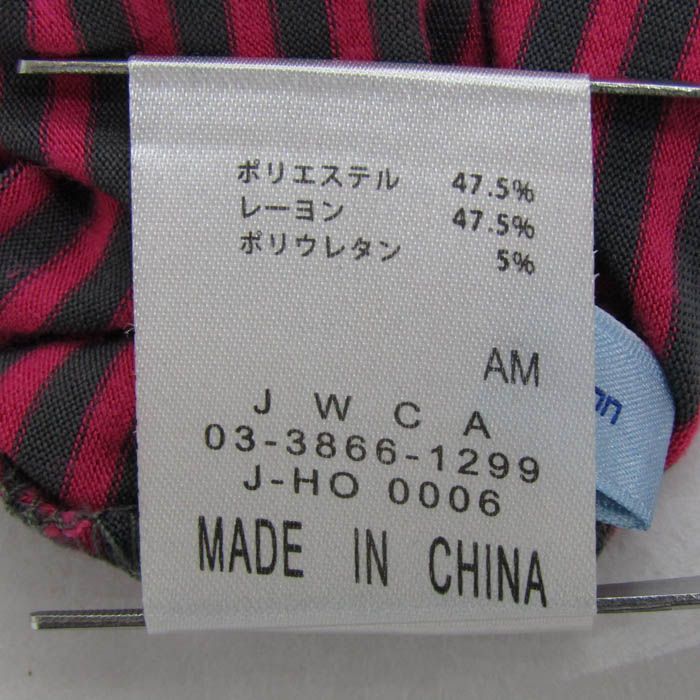 ポリエステル 47.5%
レーヨン 47.5%
ポリウレタン 5%
AM
J W C A
03-3866-1299
J-HO 0006
MADE IN CHINA